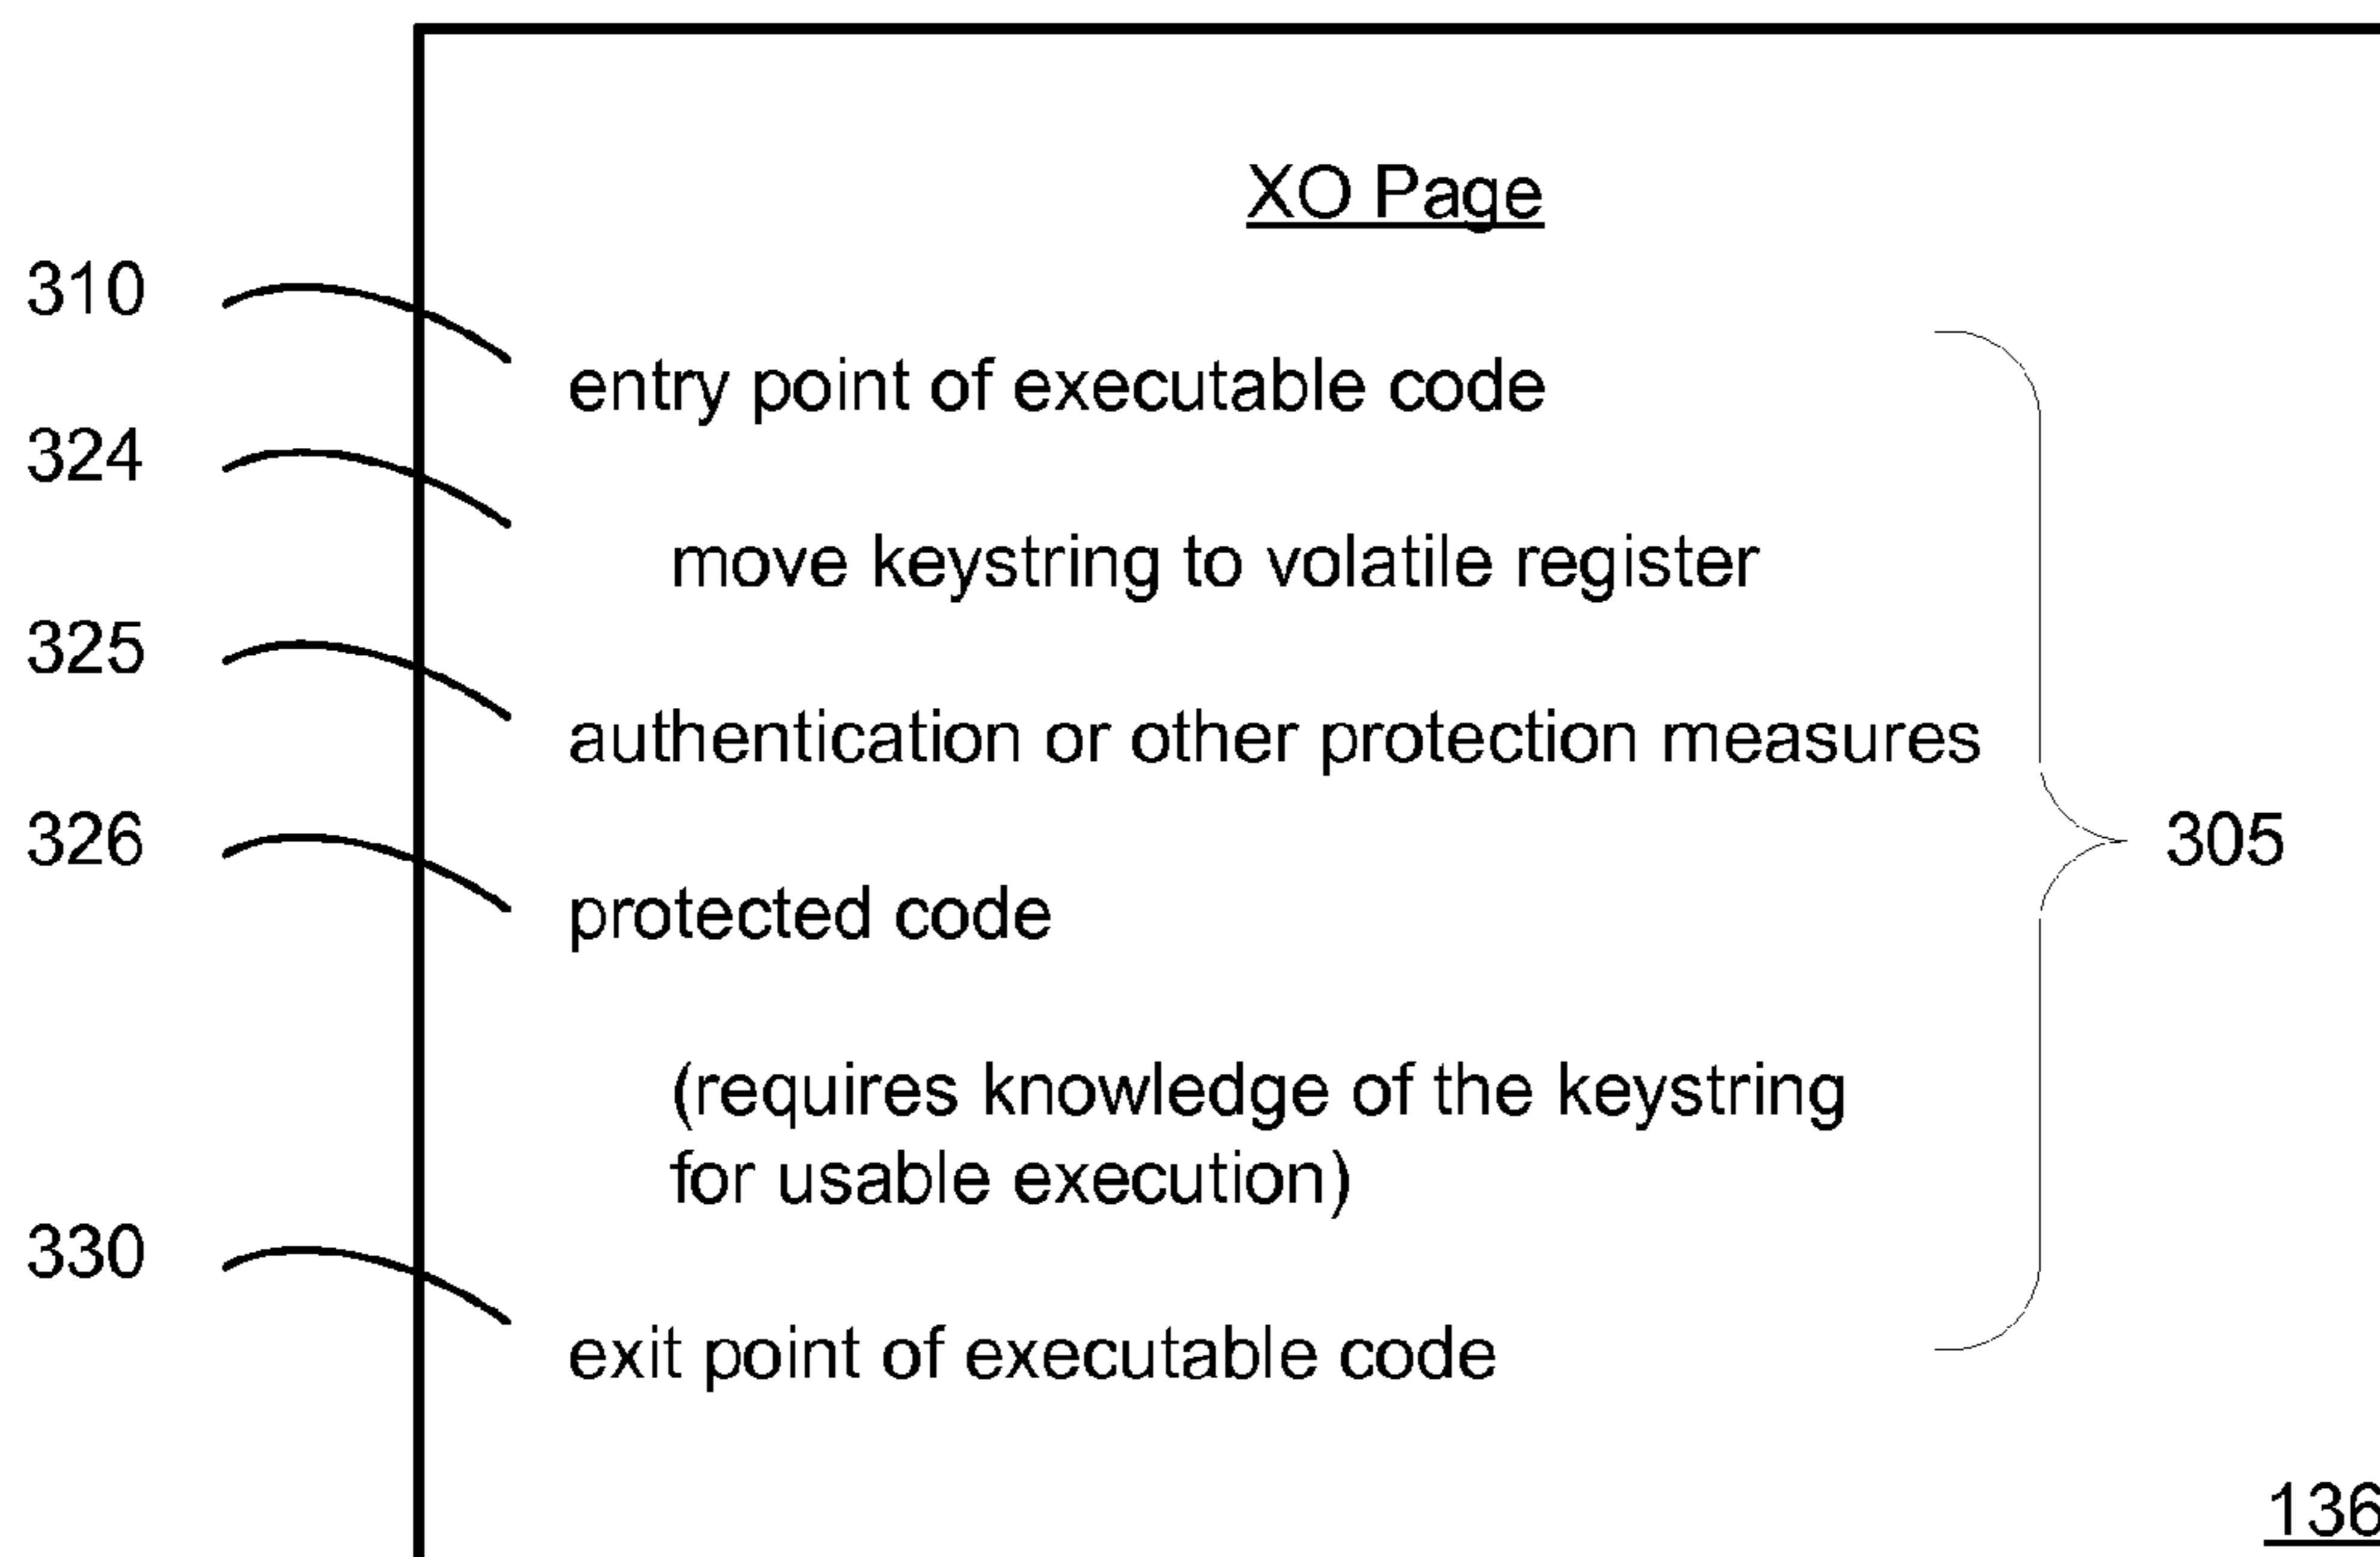 XO Page
310
entry point of executable code
324
move keystring to volatile register
325
authentication or other protection measures
326
305
protected code
(requires knowledge of the keystring
for usable execution)
330
exit point of executable code
136